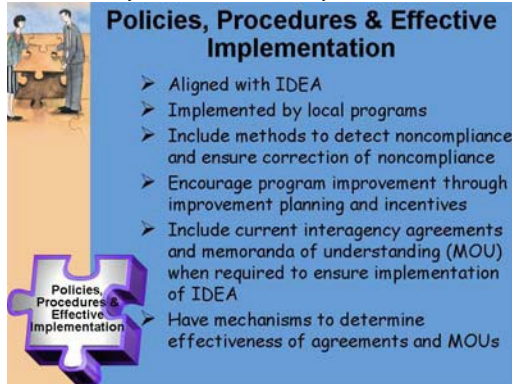 Policies, Procedures & Effective
Implementation
➢ Aligned with IDEA
➢ Implemented by local programs
➢ Include methods to detect noncompliance
and ensure correction of noncompliance
➢ Encourage program improvement through
improvement planning and incentives
➢ Include current interagency agreements
and memoranda of understanding (MOU)
when required to ensure implementation
of IDEA
➢ Have mechanisms to determine
effectiveness of agreements and MOUs
Policies,
Procedures &
Effective
Implementation